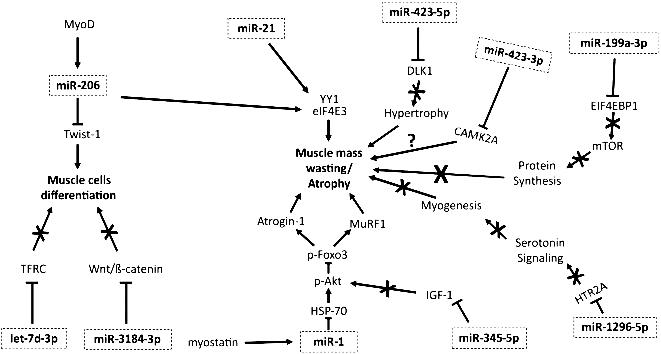 miR-423-5p
MyoD
miR-21
miR-199a-3p
miR-423-3p
DLK1
miR-206
YY1
eIF4E3
EIF4EBP1
Hypertrophy
Twist-1
?
CAMK2A
mTOR
Muscle mass
wasting/
Atrophy
Protein
Synthesis
Muscle cells
differentiation
Myogenesis
Atrogin-1
MuRF1
Serotonin
Signaling
p-Foxo3
TFRC
Wnt/ß-catenin
p-Akt
IGF-1
HTR2A
HSP-70
let-7d-3p
miR-3184-3p
myostatin
miR-1
miR-345-5p
miR-1296-5p